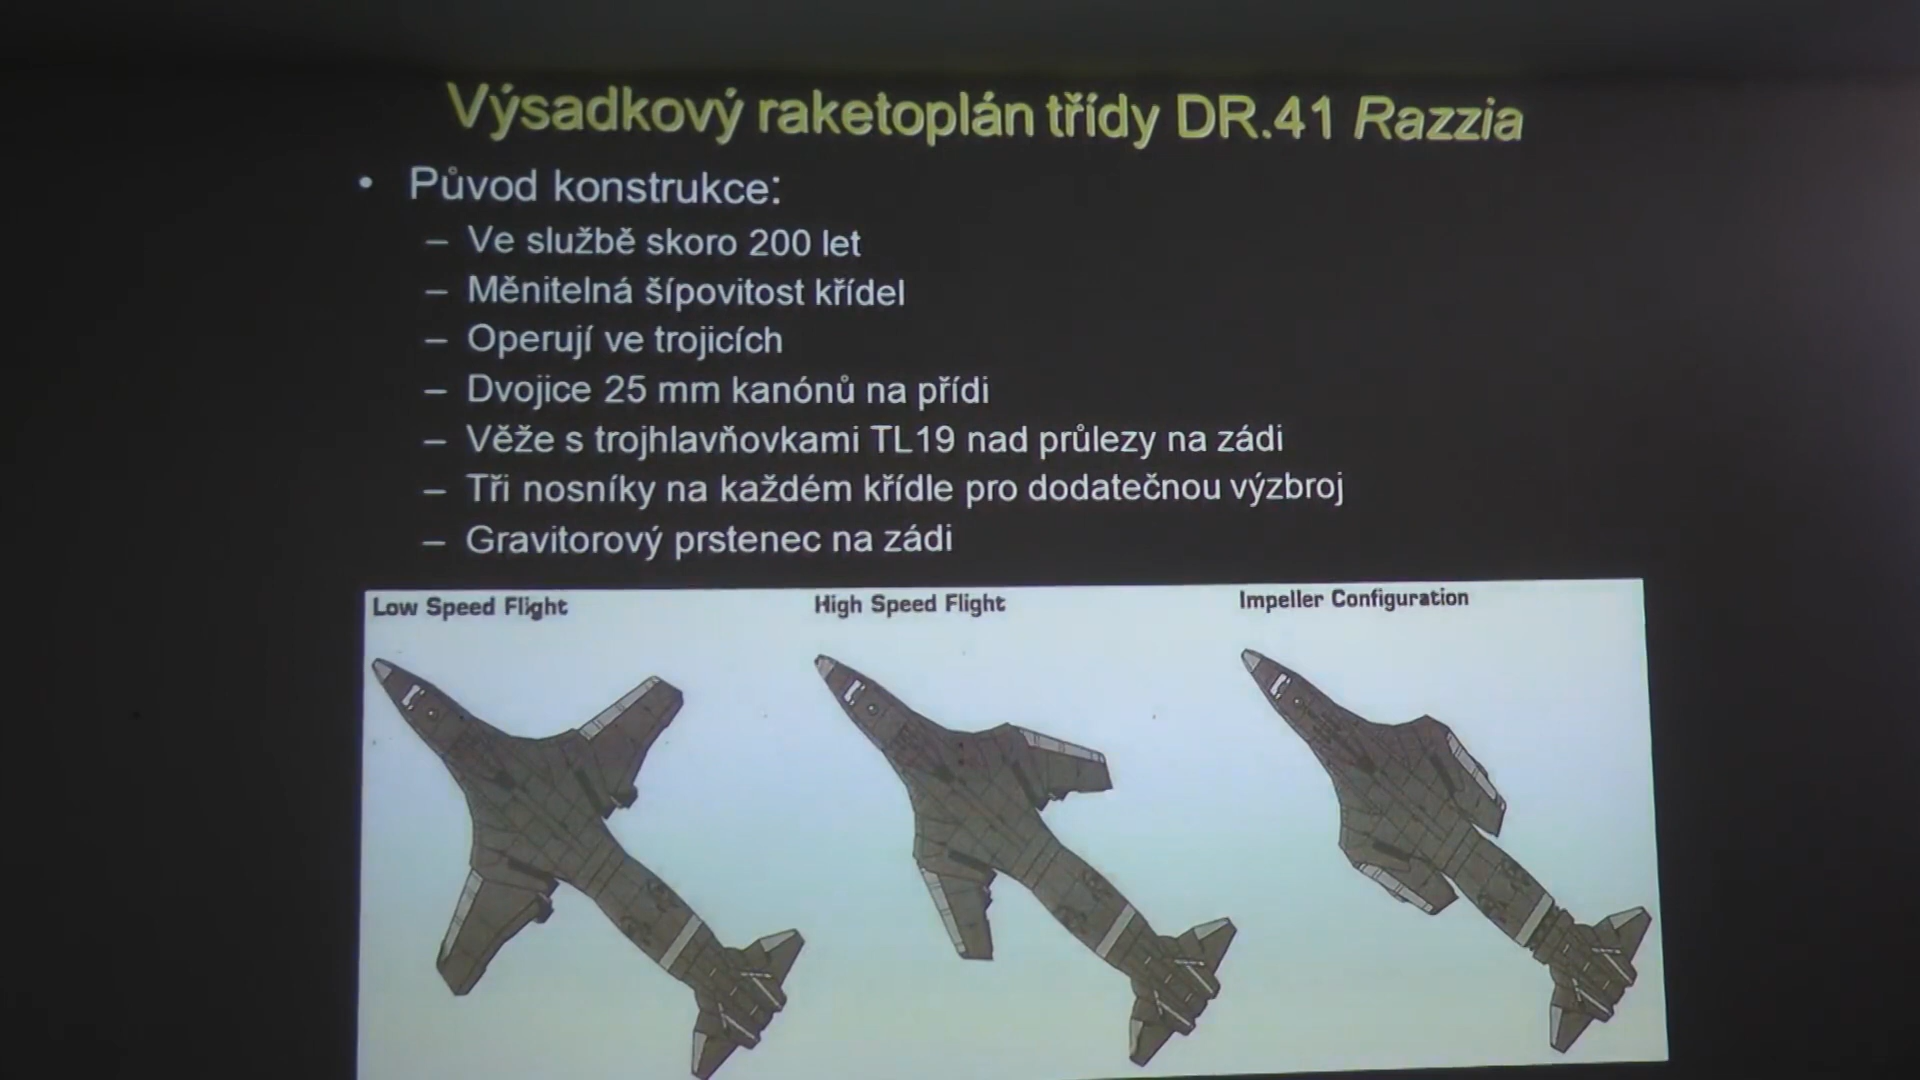 Výsadkový raketoplán třídy DR.41 Razzia
• Původ konstrukce:
– Ve službě skoro 200 let
– Měnitelná šípovitost křídel
– Operují ve trojicích
– Dvojice 25 mm kanónů na přídi
– Věže s trojhlavňovkami TL19 nad průlezy na zádi
– Tři nosníky na každém křídle pro dodatečnou výzbroj
– Gravitorový prstenec na zádi
Low Speed Flight
High Speed Flight
Impeller Configuration